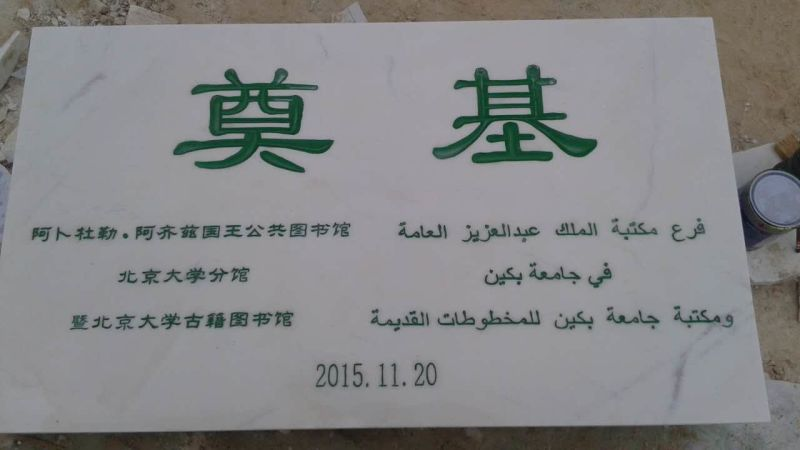 奠基
阿卜杜勒·阿齐兹国王公共图书馆
北京大学分馆
暨北京大学古籍图书馆
فرع مكتبة الملك عبدالعزيز العامة
في جامعة بكين
ومكتبة جامعة بكين للمخطوطات القديمة
2015.11.20